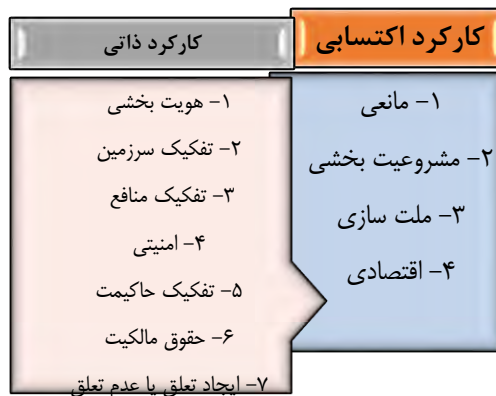 کارکرد اکتسابی
۱- مانعی
۲- مشروعیت بخشی
۳- ملت سازی
۴- اقتصادی
کارکرد ذاتی
۱- هویت بخشی
۲- تفکیک سرزمین
۳- تفکیک منافع
۴- امنیتی
۵- تفکیک حاکیمت
۶- حقوق مالکیت
۷- ایجاد تعلق یا عدم تعلق